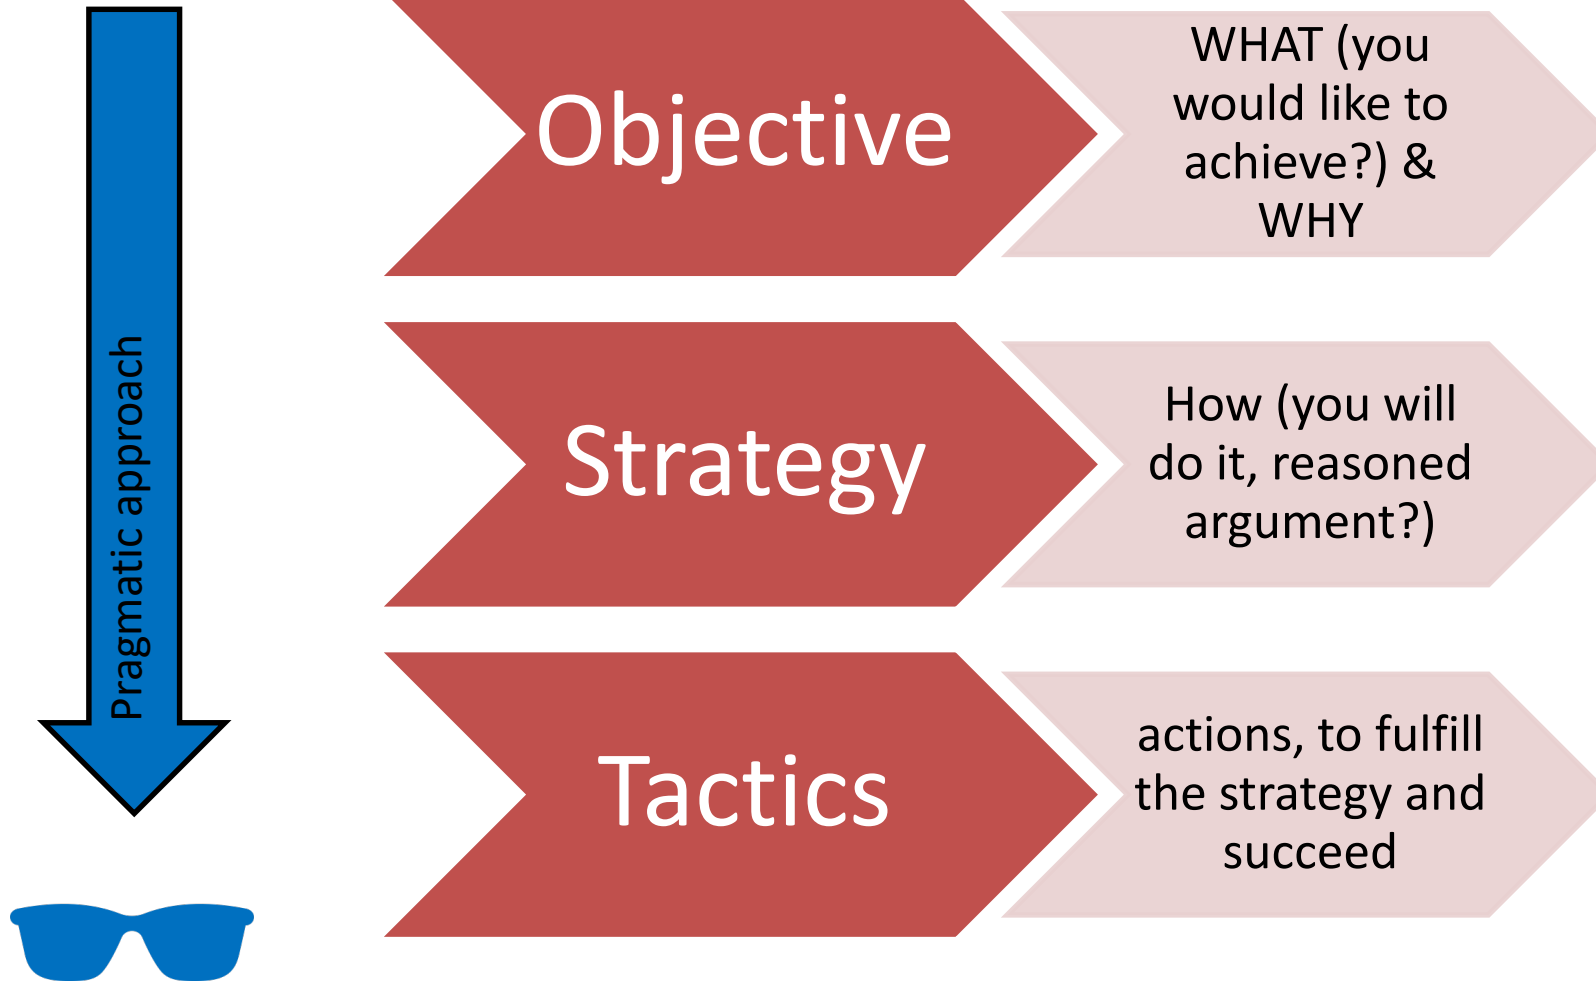 Pragmatic approach
Objective
WHAT (you
would like to
achieve?) &
WHY
Strategy
How (you will
do it, reasoned
argument?)
Tactics
actions, to fulfill
the strategy and
succeed